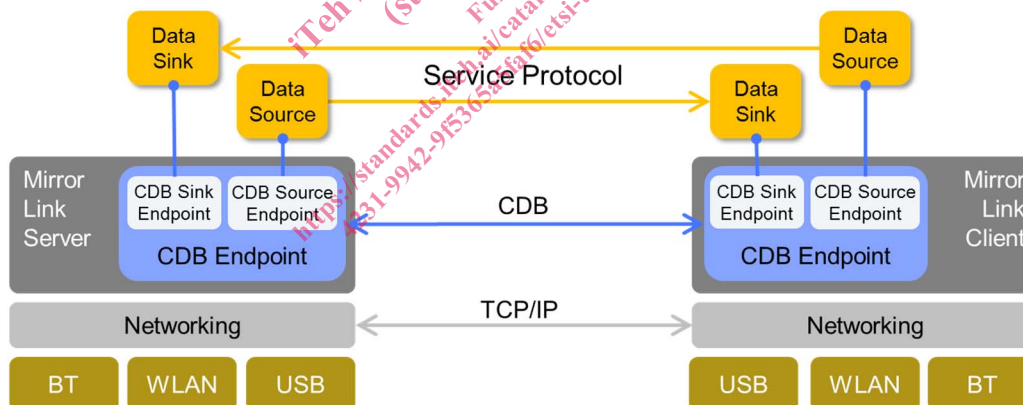 Data
Sink
Data
Source
Service Protocol
Data
Source
Data
Sink
Mirror
Link
Server
CDB Sink
Endpoint
CDB Source
Endpoint
CDB Endpoint
CDB
CDB Sink
Endpoint
CDB Source
Endpoint
CDB Endpoint
Mirror
Link
Client
Networking
TCP/IP
Networking
BT
WLAN
USB
USB
WLAN
BT